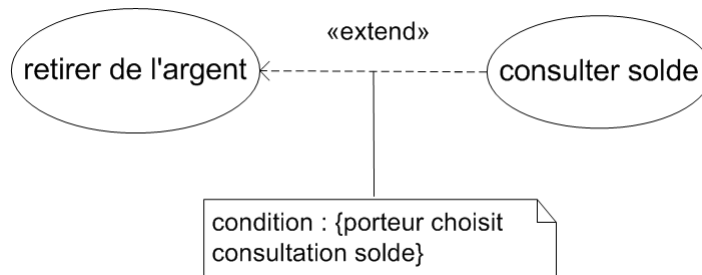 «extend»
retirer de l'argent
consulter solde
condition : {porteur choisit
consultation solde}